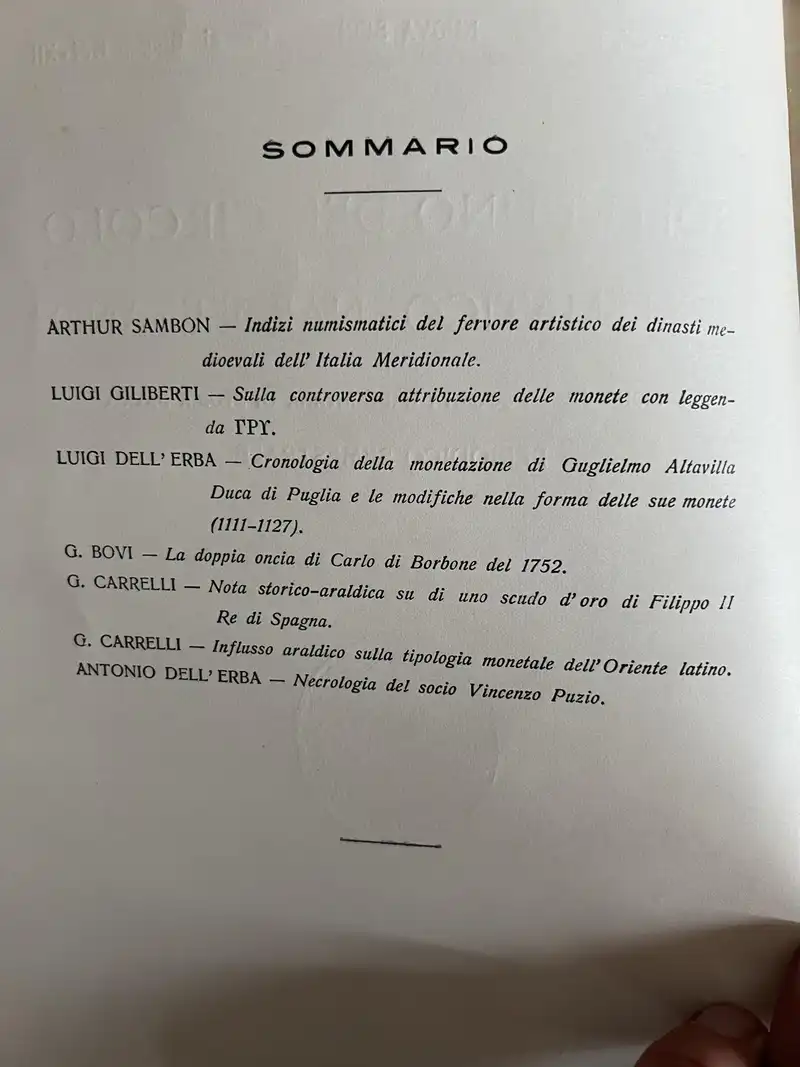 SOMMARIO
ARTHUR SAMBON — Indizi numismatici del fervore artistico dei dinasti me-
dioevali dell' Italia Meridionale.
LUIGI GILIBERTI — Sulla controversa attribuzione delle monete con leggen-
da ΓΡΥ.
LUIGI DELL' ERBA — Cronologia della monetazione di Guglielmo Altavilla
Duca di Puglia e le modifiche nella forma delle sue monete
(1111-1127).
G. BOVI — La doppia oncia di Carlo di Borbone del 1752.
G. CARRELLI — Nota storico-araldica su di uno scudo d' oro di Filippo II
Re di Spagna.
G. CARRELLI — Influsso araldico sulla tipologia monetale dell' Oriente latino.
ANTONIO DELL' ERBA — Necrologia del socio Vincenzo Puzio.